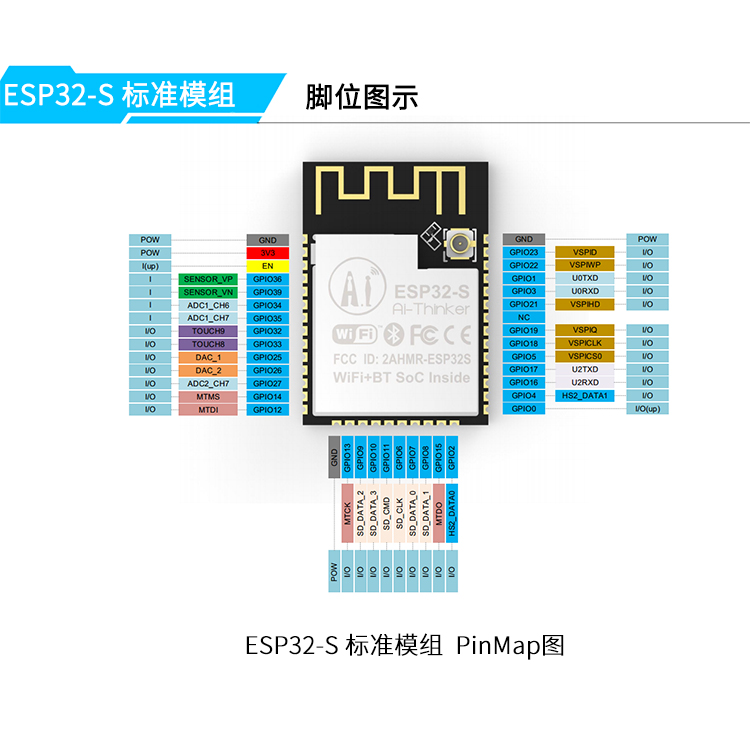 ESP32-S 标准模组
脚位图示
POW GND
POW 3V3
I(up) EN
I SENSOR_VP GPIO36
I SENSOR_VN GPIO39
I ADC1_CH6 GPIO34
I ADC1_CH7 GPIO35
I/O TOUCH9 GPIO32
I/O TOUCH8 GPIO33
I/O DAC_1 GPIO25
I/O DAC_2 GPIO26
I/O ADC2_CH7 GPIO27
I/O MTMS GPIO14
I/O MTDI GPIO12
Ai
ESP32-S
AI-Thinker
Wi Fi FCC CE
FCC ID: 2AHMR-ESP32S
WiFi+BT SoC Inside
GND POW
GPIO23 VSPID I/O
GPIO22 VSPIWP I/O
GPIO1 U0TXD I/O
GPIO3 U0RXD I/O
GPIO21 VSPIHD I/O
NC
GPIO19 VSPIQ I/O
GPIO18 VSPICLK I/O
GPIO5 VSPICS0 I/O
GPIO17 U2TXD I/O
GPIO16 U2RXD I/O
GPIO4 HS2_DATA1 I/O
GPIO0 I/O(up)
GND POW
GPIO13 MTCK I/O
GPIO9 SD_DATA_2 I/O
GPIO10 SD_DATA_3 I/O
GPIO11 SD_CMD I/O
GPIO6 SD_CLK I/O
GPIO7 SD_DATA_0 I/O
GPIO8 SD_DATA_1 I/O
GPIO15 MTDO I/O
GPIO2 HS2_DATA0 I/O
ESP32-S 标准模组 PinMap图